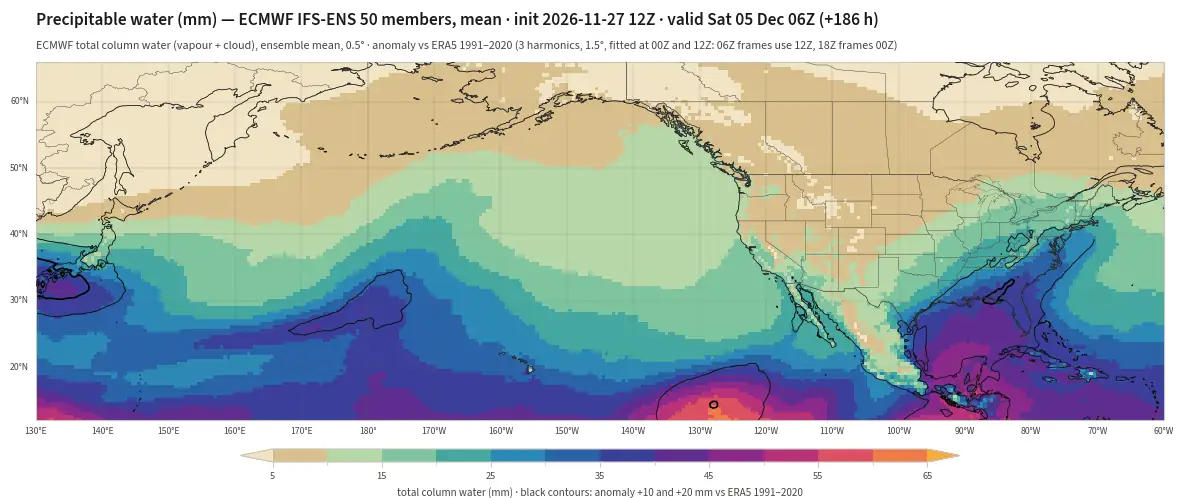 Precipitable water (mm) — ECMWF IFS-ENS 50 members, mean · init 2026-11-27 12Z · valid Sat 05 Dec 06Z (+186 h)
ECMWF total column water (vapour + cloud), ensemble mean, 0.5° · anomaly vs ERA5 1991–2020 (3 harmonics, 1.5°, fitted at 00Z and 12Z: 06Z frames use 12Z, 18Z frames 00Z)
60°N
50°N
40°N
30°N
20°N
130°E 140°E 150°E 160°E 170°E 180° 170°W 160°W 150°W 140°W 130°W 120°W 110°W 100°W 90°W 80°W 70°W 60°W
5 15 25 35 45 55 65
total column water (mm) · black contours: anomaly +10 and +20 mm vs ERA5 1991–2020